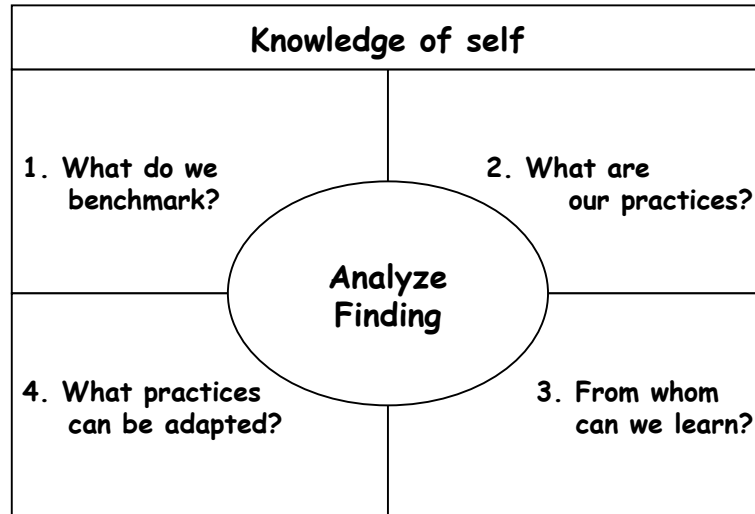 Knowledge of self
1. What do we
benchmark?
2. What are
our practices?
Analyze
Finding
4. What practices
can be adapted?
3. From whom
can we learn?